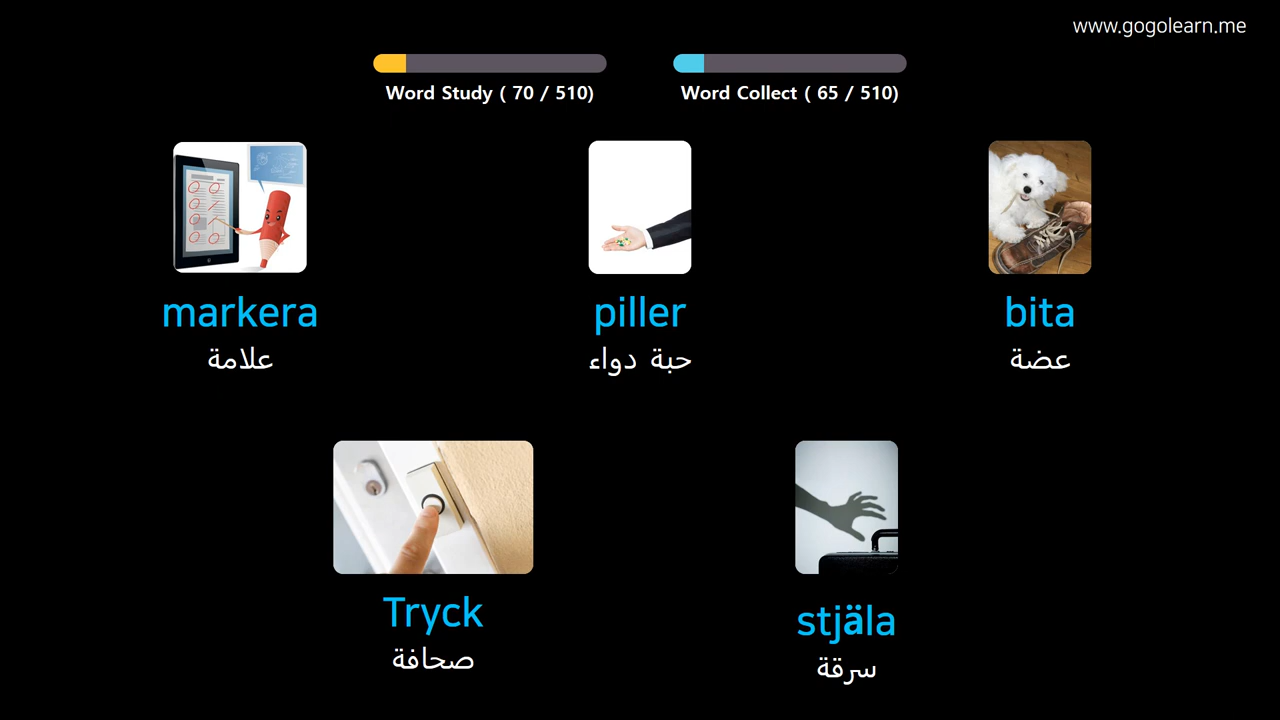 www.gogolearn.me
Word Study ( 70 / 510)
Word Collect ( 65 / 510)
markera
علامة
piller
حبة دواء
bita
عضة
Tryck
صحافة
stjäla
سرقة